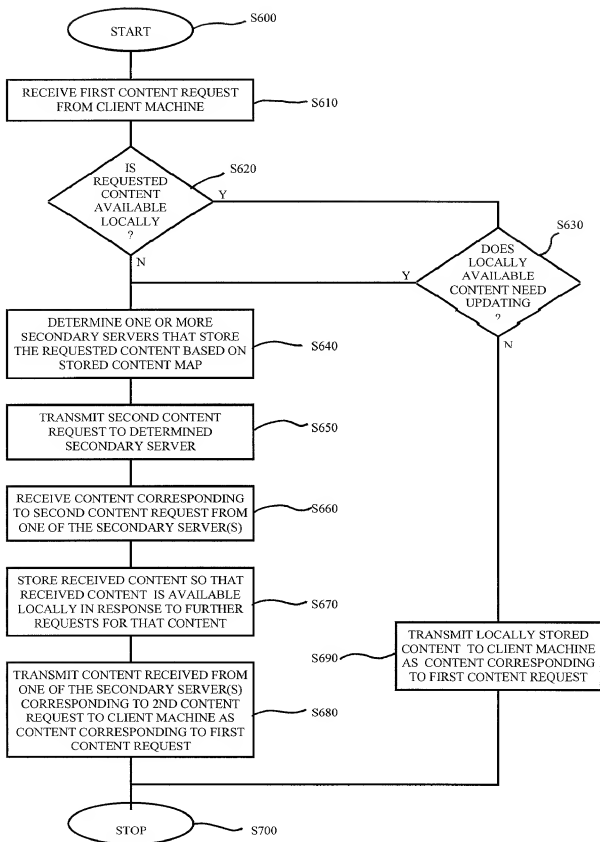 START
S600
RECEIVE FIRST CONTENT REQUEST
FROM CLIENT MACHINE
S610
IS
REQUESTED
CONTENT
AVAILABLE
LOCALLY
?
S620
Y
N
DOES
LOCALLY
AVAILABLE
CONTENT NEED
UPDATING
?
S630
Y
N
DETERMINE ONE OR MORE
SECONDARY SERVERS THAT STORE
THE REQUESTED CONTENT BASED ON
STORED CONTENT MAP
S640
TRANSMIT SECOND CONTENT
REQUEST TO DETERMINED
SECONDARY SERVER
S650
RECEIVE CONTENT CORRESPONDING
TO SECOND CONTENT REQUEST FROM
ONE OF THE SECONDARY SERVER(S)
S660
STORE RECEIVED CONTENT SO THAT
RECEIVED CONTENT IS AVAILABLE
LOCALLY IN RESPONSE TO FURTHER
REQUESTS FOR THAT CONTENT
S670
TRANSMIT CONTENT RECEIVED FROM
ONE OF THE SECONDARY SERVER(S)
CORRESPONDING TO 2ND CONTENT
REQUEST TO CLIENT MACHINE AS
CONTENT CORRESPONDING TO FIRST
CONTENT REQUEST
S680
S690
TRANSMIT LOCALLY STORED
CONTENT TO CLIENT MACHINE
AS CONTENT CORRESPONDING
TO FIRST CONTENT REQUEST
STOP
S700